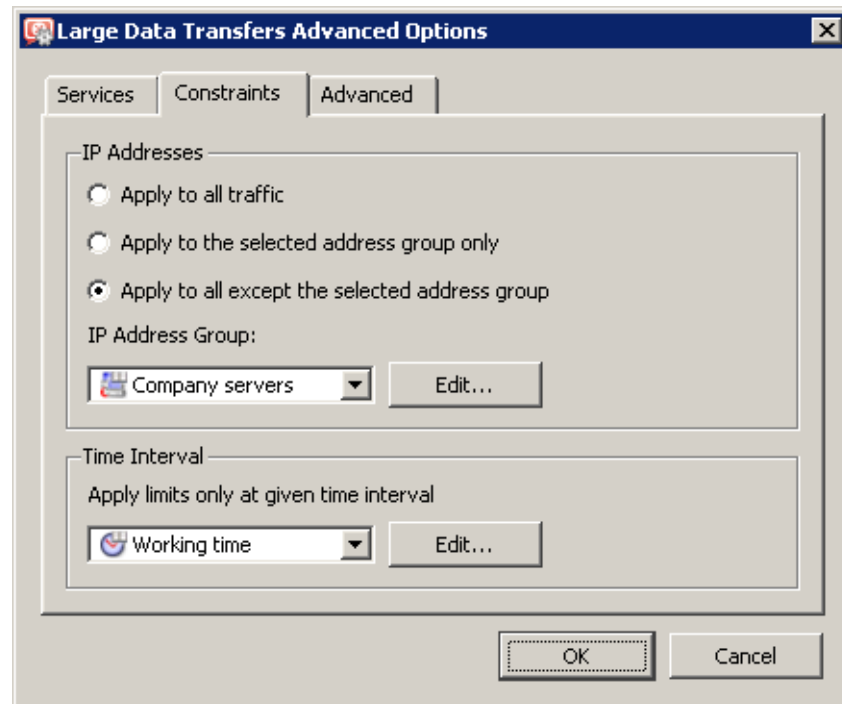 Large Data Transfers Advanced Options
Services Constraints Advanced
IP Addresses
Apply to all traffic
Apply to the selected address group only
Apply to all except the selected address group
IP Address Group:
Company servers Edit...
Time Interval
Apply limits only at given time interval
Working time Edit...
OK Cancel